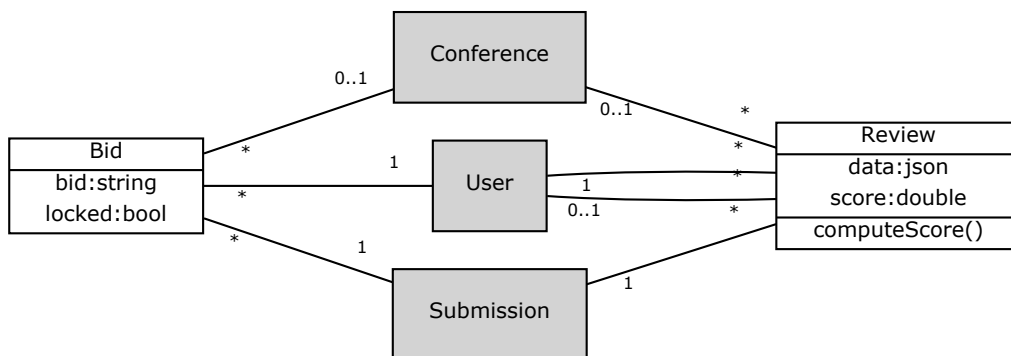 Conference
0..1
0..1
*
*
*
Bid
bid:string
locked:bool
*
*
1
User
1
0..1
*
*
Review
data:json
score:double
computeScore()
1
Submission
1